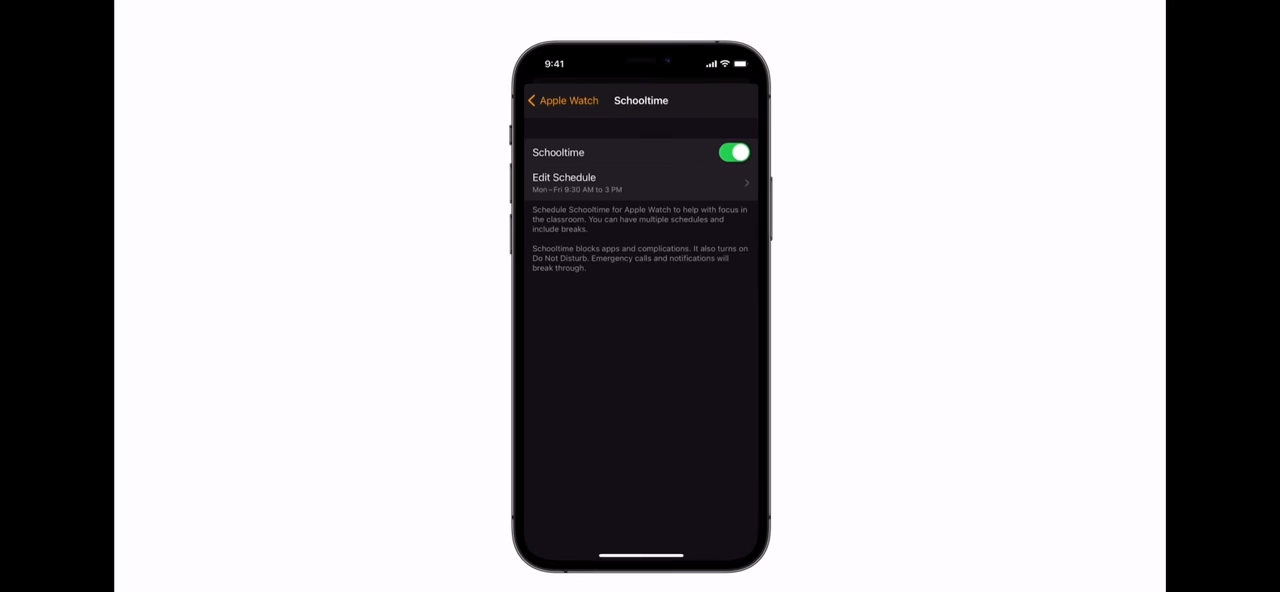 9:41
Apple Watch Schooltime
Schooltime
Edit Schedule
Mon–Fri 9:30 AM to 3 PM
Schedule Schooltime for Apple Watch to help with focus in
the classroom. You can have multiple schedules and
include breaks.
Schooltime blocks apps and complications. It also turns on
Do Not Disturb. Emergency calls and notifications will
break through.